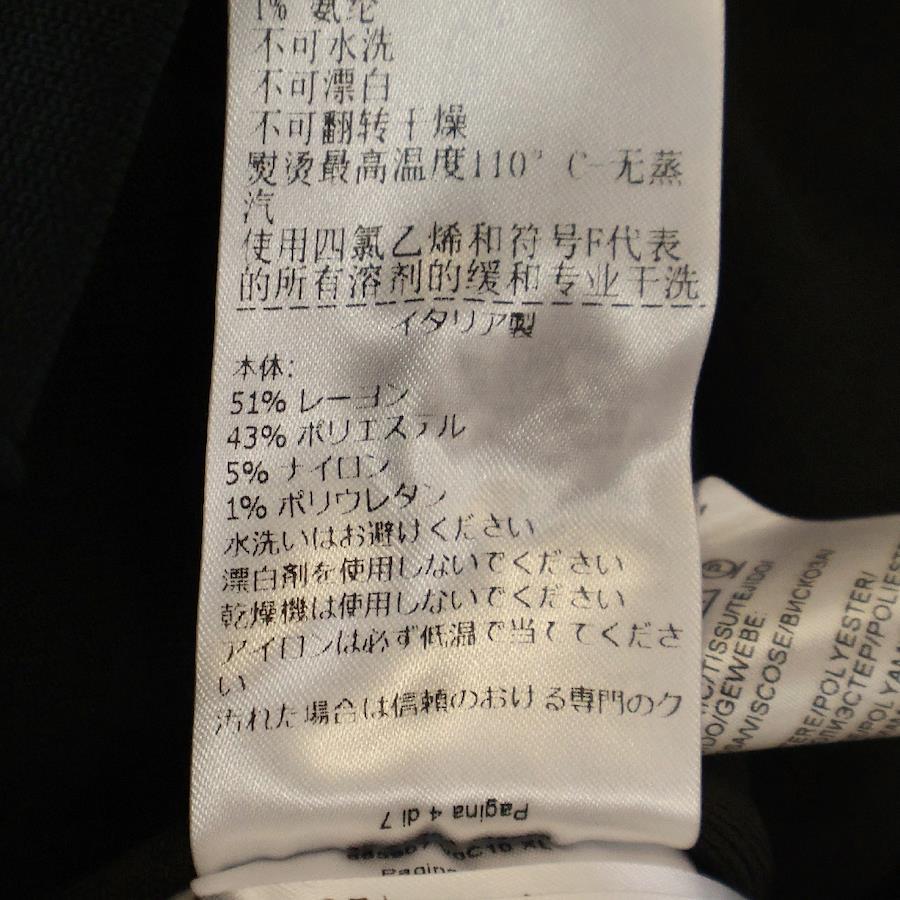 1% 氨纶
不可水洗
不可漂白
不可翻转干燥
熨烫最高温度110° C-无蒸
汽
使用四氯乙烯和符号F代表
的所有溶剂的缓和专业干洗
イタリア製
本体:
51% レーヨン
43% ポリエステル
5% ナイロン
1% ポリウレタン
水洗いはお避けください
漂白剤を使用しないでください
乾燥機は使用しないでください
アイロンは必ず低温で当ててくださ
い
汚れた場合は信頼のおける専門のク
Pagina 4 di 7
Pagina
/TISSUTEJIDO/
DO/GEWEBE:
/VISCOSE/ВИСКОЗА/
/POLYESTER/